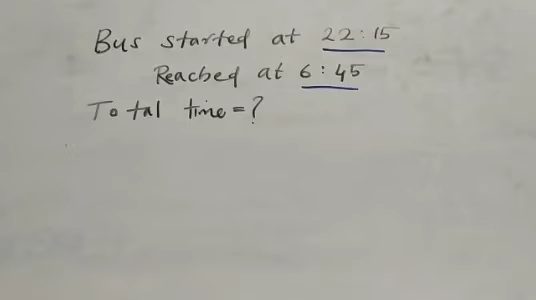 Bus started at 22:15
Reached at 6:45
Total time=?